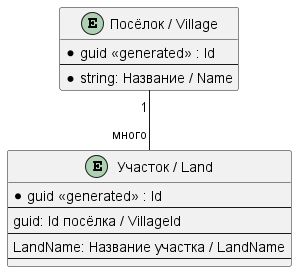 E Посёлок / Village
guid «generated» : Id
string: Название / Name
1
много
E Участок / Land
guid «generated» : Id
guid: Id посёлка / VillageId
LandName: Название участка / LandName